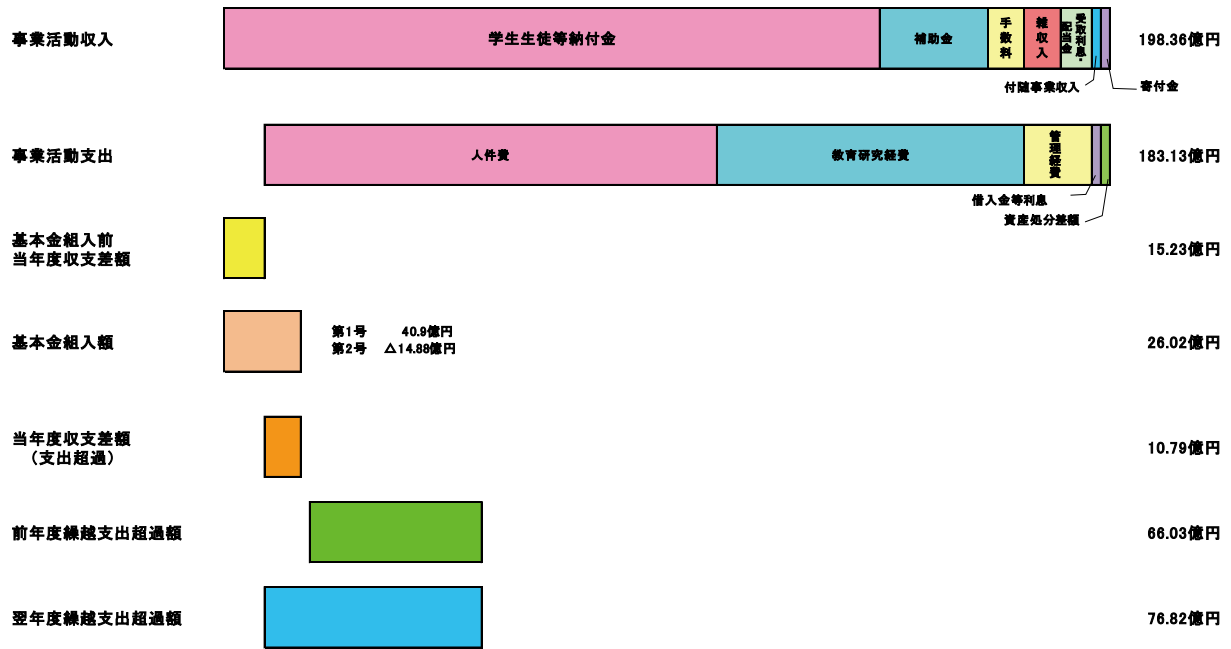 事業活動収入
学生生徒等納付金
補助金
手数料
雑収入
受取利息・
配当金
198.36億円
付随事業収入
寄付金
事業活動支出
人件費
教育研究経費
管理経費
183.13億円
借入金等利息
資産処分差額
基本金組入前
当年度収支差額
15.23億円
基本金組入額
第1号 40.9億円
第2号 △14.88億円
26.02億円
当年度収支差額
（支出超過）
10.79億円
前年度繰越支出超過額
66.03億円
翌年度繰越支出超過額
76.82億円